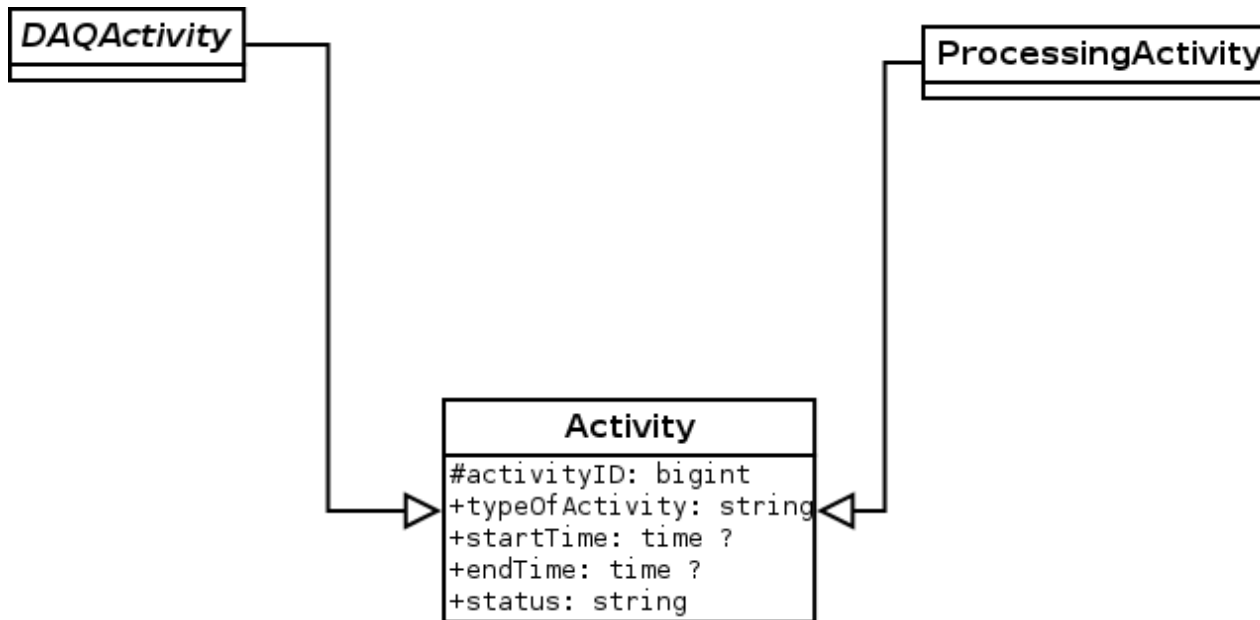 DAQActivity
ProcessingActivity
Activity
#activityID: bigint
+typeOfActivity: string
+startTime: time ?
+endTime: time ?
+status: string